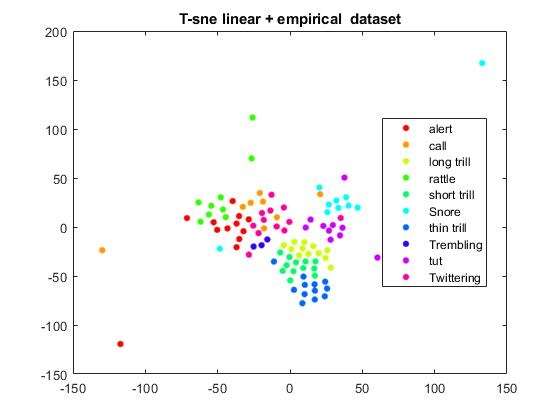 T-sne linear + empirical dataset
200
150
100
50
0
-50
-100
-150
-150
-100
-50
0
50
100
150
alert
call
long trill
rattle
short trill
Snore
thin trill
Trembling
tut
Twittering